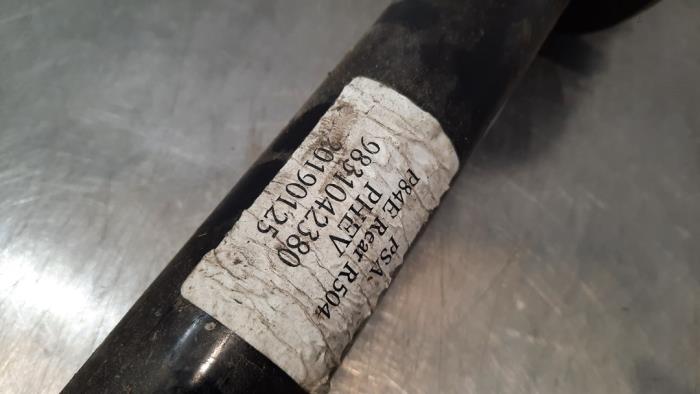 PSA-
P84E Rear R504
PHEV
9831042380
20190125